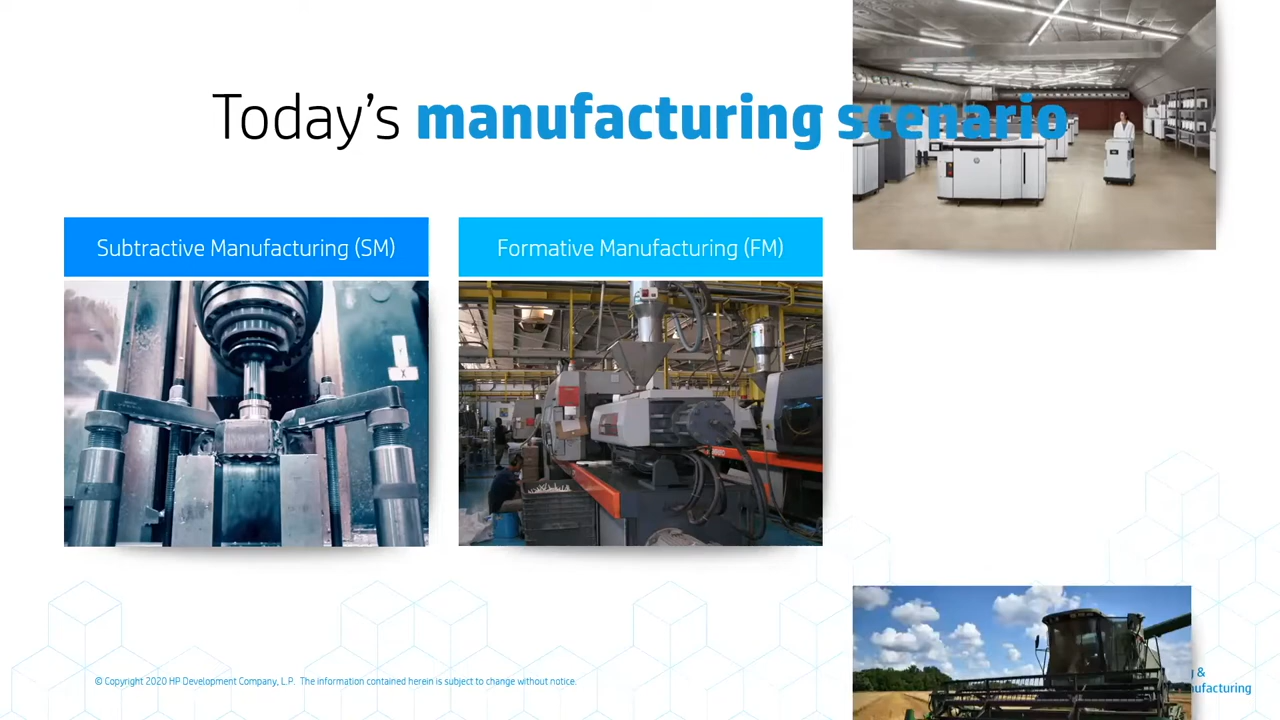 Today's manufacturing scenario
Subtractive Manufacturing (SM)
Formative Manufacturing (FM)
© Copyright 2020 HP Development Company, L.P. The information contained herein is subject to change without notice.
&